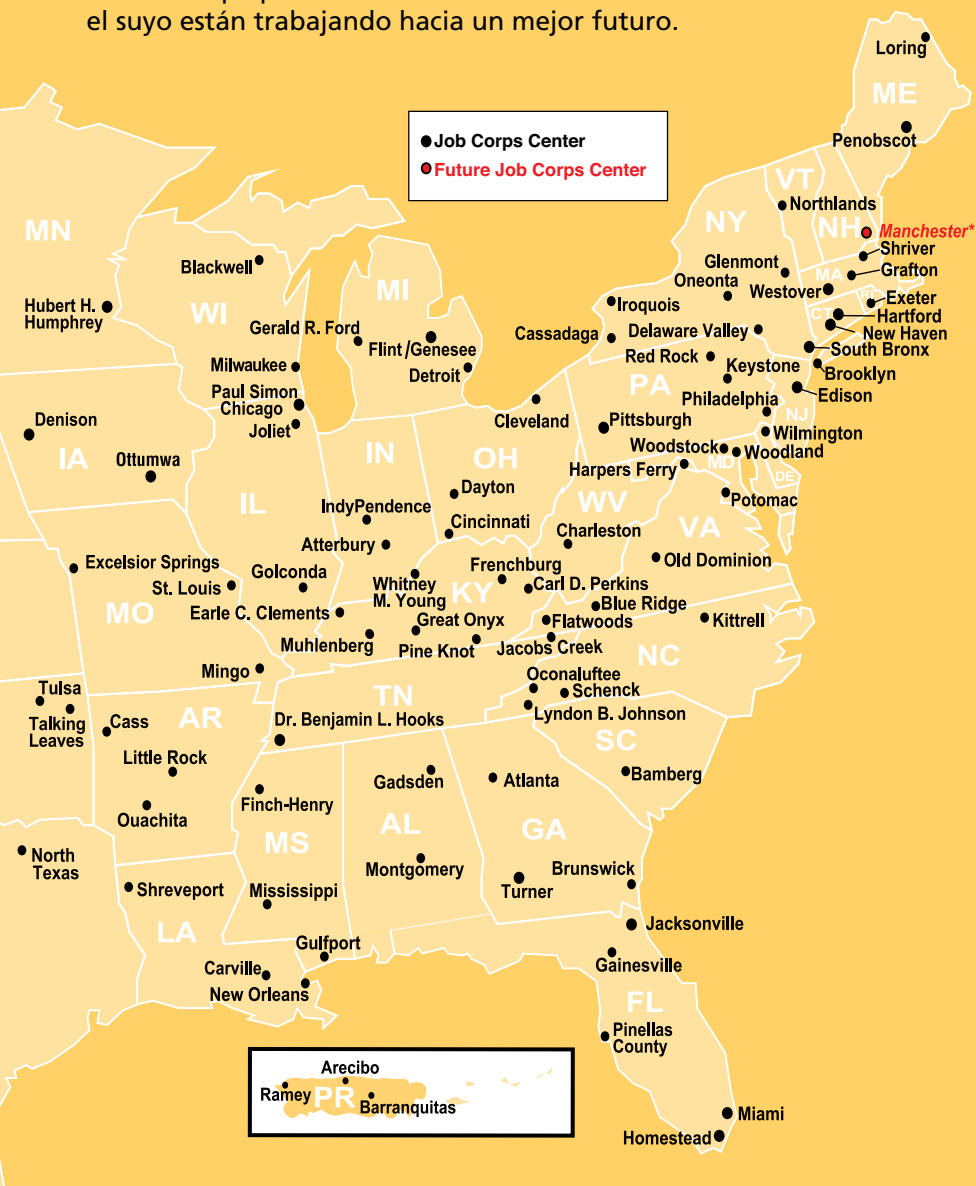 el suyo están trabajando hacia un mejor futuro.
Loring
ME
Job Corps Center
Future Job Corps Center
Penobscot
VT
Northlands
NY
NH
Manchester*
MN
Shriver
Blackwell
Glenmont
MA
Grafton
MI
Oneonta
Westover
RI
Exeter
Hubert H.
Humphrey
WI
Iroquois
CT
Hartford
Gerald R. Ford
Cassadaga
Delaware Valley
New Haven
Flint/Genesee
South Bronx
Milwaukee
Detroit
Red Rock
Keystone
Brooklyn
Paul Simon
Chicago
PA
Edison
Philadelphia
Denison
Joliet
Cleveland
Pittsburgh
NJ
Wilmington
IA
Ottumwa
IN
OH
Woodstock
Woodland
Harpers Ferry
MD
DE
IL
Dayton
WV
Potomac
IndyPendence
Cincinnati
VA
Charleston
Atterbury
Old Dominion
Excelsior Springs
Golconda
Frenchburg
St. Louis
Whitney
M. Young
KY
Carl D. Perkins
MO
Earle C. Clements
Blue Ridge
Great Onyx
Flatwoods
Kittrell
Muhlenberg
Pine Knot
Jacobs Creek
NC
Mingo
Oconaluftee
Tulsa
TN
Schenck
Talking
Leaves
Cass
AR
Dr. Benjamin L. Hooks
Lyndon B. Johnson
SC
Little Rock
Gadsden
Atlanta
Bamberg
Finch-Henry
Ouachita
AL
GA
MS
North
Texas
Montgomery
Brunswick
Shreveport
Mississippi
Turner
LA
Jacksonville
Gulfport
Carville
Gainesville
New Orleans
FL
Pinellas
County
Arecibo
Ramey
PR
Barranquitas
Miami
Homestead